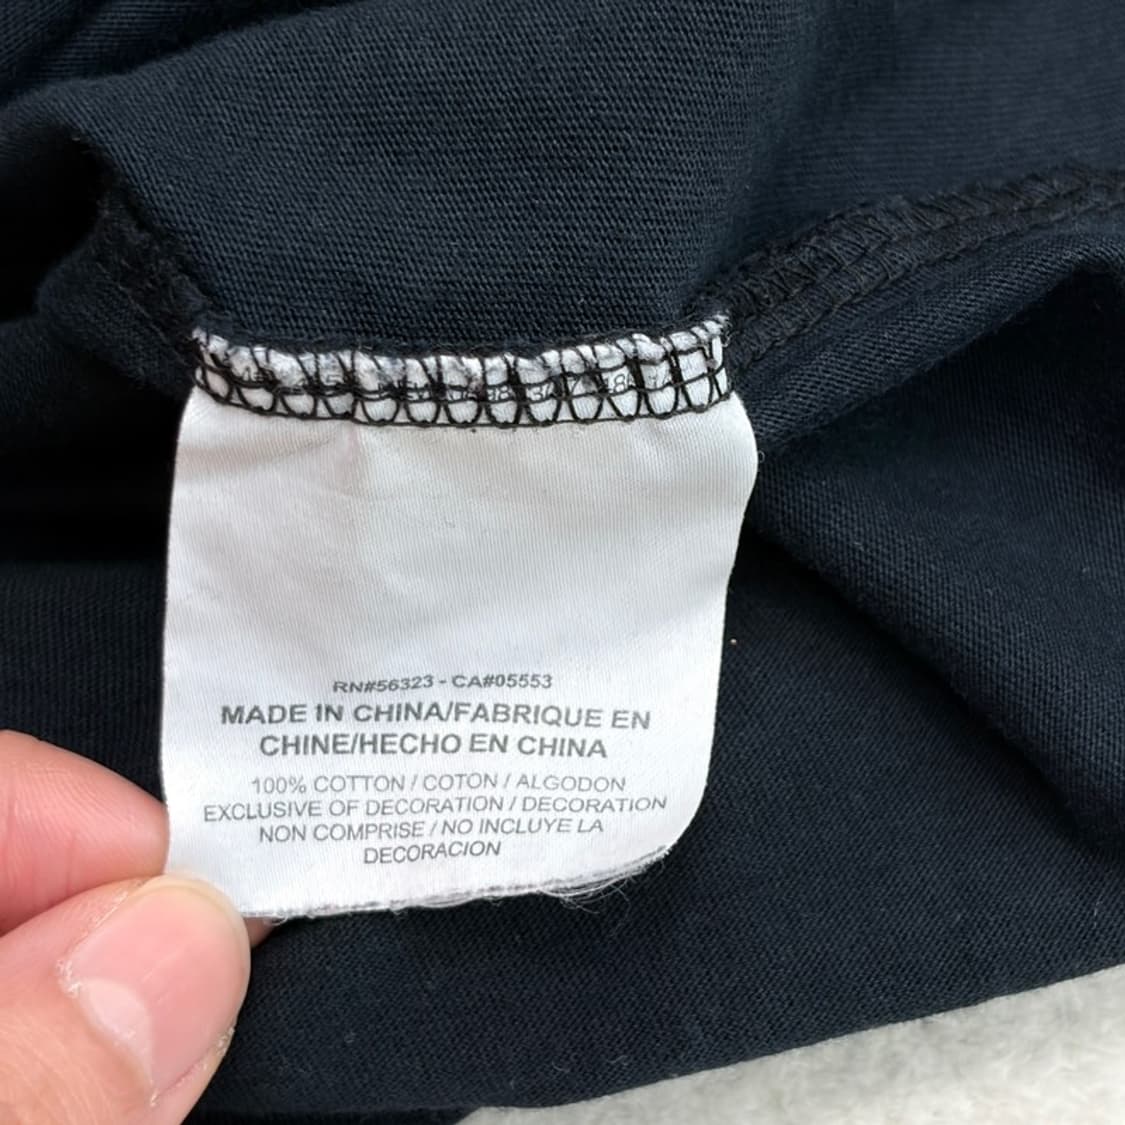 RN#56323 - CA#05553
MADE IN CHINA/FABRIQUE EN
CHINE/HECHO EN CHINA
100% COTTON / COTON / ALGODON
EXCLUSIVE OF DECORATION / DECORATION
NON COMPRISE / NO INCLUYE LA
DECORACION